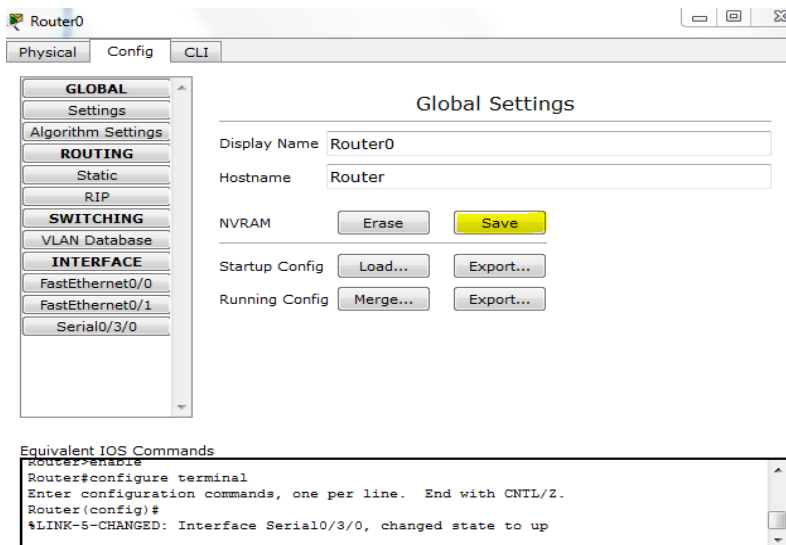 Router0
Physical Config CLI
GLOBAL
Settings
Algorithm Settings
ROUTING
Static
RIP
SWITCHING
VLAN Database
INTERFACE
FastEthernet0/0
FastEthernet0/1
Serial0/3/0
Global Settings
Display Name Router0
Hostname Router
NVRAM Erase Save
Startup Config Load... Export...
Running Config Merge... Export...
Equivalent IOS Commands
Router>enable
Router#configure terminal
Enter configuration commands, one per line. End with CNTL/Z.
Router(config)#
%LINK-5-CHANGED: Interface Serial0/3/0, changed state to up